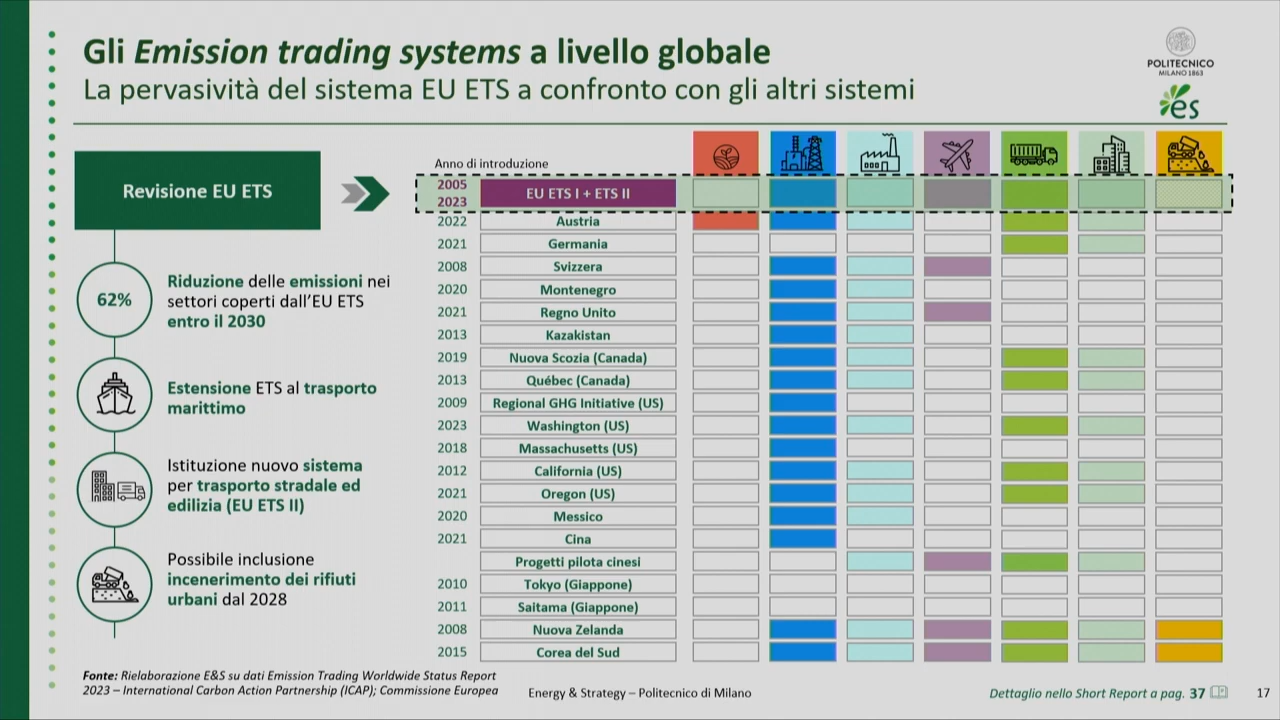 Gli Emission trading systems a livello globale
La pervasività del sistema EU ETS a confronto con gli altri sistemi
POLITECNICO
MILANO 1863
es
Revisione EU ETS
62%
Riduzione delle emissioni nei
settori coperti dall'EU ETS
entro il 2030
Estensione ETS al trasporto
marittimo
Istituzione nuovo sistema
per trasporto stradale ed
edilizia (EU ETS II)
Possibile inclusione
incenerimento dei rifiuti
urbani dal 2028
Anno di introduzione
2005
2023
EU ETS I + ETS II
2022 Austria
2021 Germania
2008 Svizzera
2020 Montenegro
2021 Regno Unito
2013 Kazakistan
2019 Nuova Scozia (Canada)
2013 Québec (Canada)
2009 Regional GHG Initiative (US)
2023 Washington (US)
2018 Massachusetts (US)
2012 California (US)
2021 Oregon (US)
2020 Messico
2021 Cina
Progetti pilota cinesi
2010 Tokyo (Giappone)
2011 Saitama (Giappone)
2008 Nuova Zelanda
2015 Corea del Sud
Fonte: Rielaborazione E&S su dati Emission Trading Worldwide Status Report
2023 – International Carbon Action Partnership (ICAP); Commissione Europea
Energy & Strategy – Politecnico di Milano
Dettaglio nello Short Report a pag. 37
17